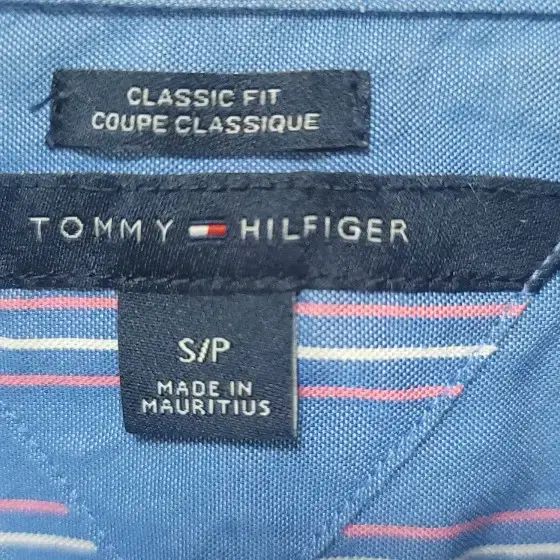 CLASSIC FIT
COUPE CLASSIQUE
TOMMY HILFIGER
S/P
MADE IN
MAURITIUS